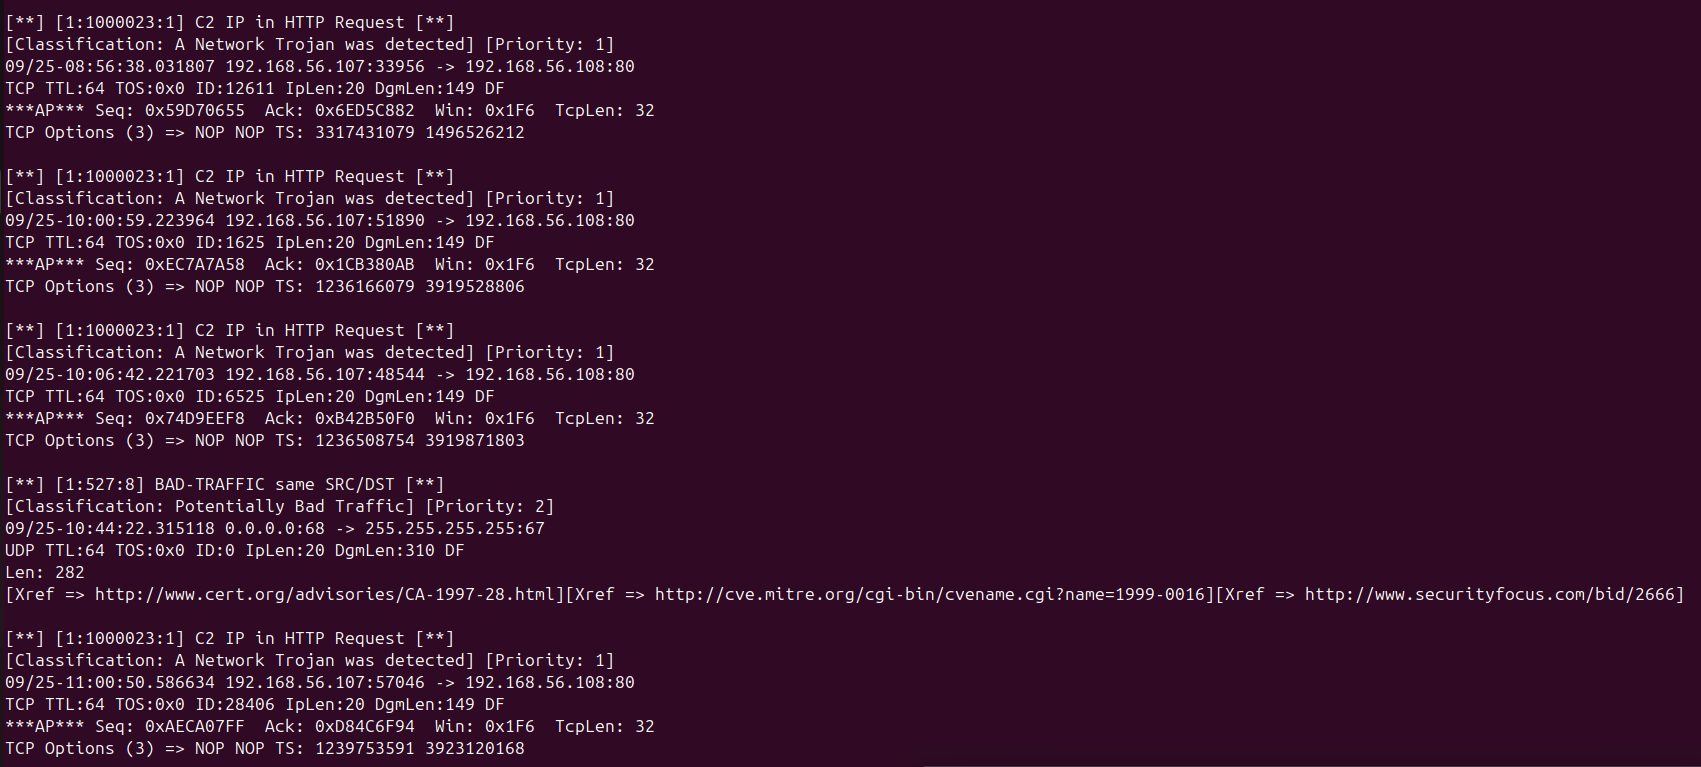 [**] [1:1000023:1] C2 IP in HTTP Request [**]
[Classification: A Network Trojan was detected] [Priority: 1]
09/25-08:56:38.031807 192.168.56.107:33956 -> 192.168.56.108:80
TCP TTL:64 TOS:0x0 ID:12611 IpLen:20 DgmLen:149 DF
***AP*** Seq: 0x59D70655  Ack: 0x6ED5C882  Win: 0x1F6  TcpLen: 32
TCP Options (3) => NOP NOP TS: 3317431079 1496526212
[**] [1:1000023:1] C2 IP in HTTP Request [**]
[Classification: A Network Trojan was detected] [Priority: 1]
09/25-10:00:59.223964 192.168.56.107:51890 -> 192.168.56.108:80
TCP TTL:64 TOS:0x0 ID:1625 IpLen:20 DgmLen:149 DF
***AP*** Seq: 0xEC7A7A58  Ack: 0x1CB380AB  Win: 0x1F6  TcpLen: 32
TCP Options (3) => NOP NOP TS: 1236166079 3919528806
[**] [1:1000023:1] C2 IP in HTTP Request [**]
[Classification: A Network Trojan was detected] [Priority: 1]
09/25-10:06:42.221703 192.168.56.107:48544 -> 192.168.56.108:80
TCP TTL:64 TOS:0x0 ID:6525 IpLen:20 DgmLen:149 DF
***AP*** Seq: 0x74D9EEF8  Ack: 0xB42B50F0  Win: 0x1F6  TcpLen: 32
TCP Options (3) => NOP NOP TS: 1236508754 3919871803
[**] [1:527:8] BAD-TRAFFIC same SRC/DST [**]
[Classification: Potentially Bad Traffic] [Priority: 2]
09/25-10:44:22.315118 0.0.0.0:68 -> 255.255.255.255:67
UDP TTL:64 TOS:0x0 ID:0 IpLen:20 DgmLen:310 DF
Len: 282
[Xref => http://www.cert.org/advisories/CA-1997-28.html][Xref => http://cve.mitre.org/cgi-bin/cvename.cgi?name=1999-0016][Xref => http://www.securityfocus.com/bid/2666]
[**] [1:1000023:1] C2 IP in HTTP Request [**]
[Classification: A Network Trojan was detected] [Priority: 1]
09/25-11:00:50.586634 192.168.56.107:57046 -> 192.168.56.108:80
TCP TTL:64 TOS:0x0 ID:28406 IpLen:20 DgmLen:149 DF
***AP*** Seq: 0xAECA07FF  Ack: 0xD84C6F94  Win: 0x1F6  TcpLen: 32
TCP Options (3) => NOP NOP TS: 1239753591 3923120168